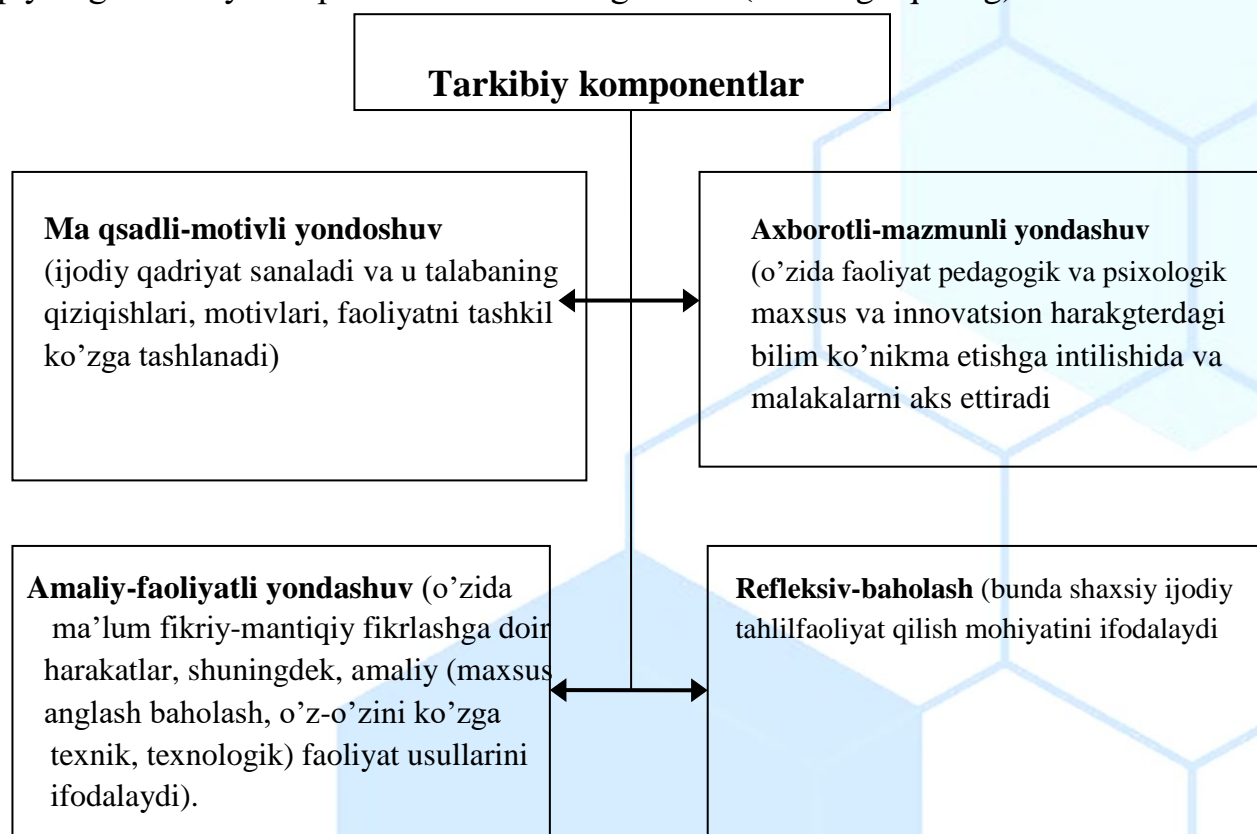 Tarkibiy komponentlar
Ma qsadli-motivli yondoshuv
(ijodiy qadriyat sanaladi va u talabaning
qiziqishlari, motivlari, faoliyatni tashkil
ko’zga tashlanadi)
Axborotli-mazmunli yondashuv
(o’zida faoliyat pedagogik va psixologik
maxsus va innovatsion harakgterdagi
bilim ko’nikma etishga intilishida va
malakalarni aks ettiradi
Amaliy-faoliyatli yondashuv (o’zida
ma’lum fikriy-mantiqiy fikrlashga doir
harakatlar, shuningdek, amaliy (maxsus
anglash baholash, o’z-o’zini ko’zga
texnik, texnologik) faoliyat usullarini
ifodalaydi).
Refleksiv-baholash (bunda shaxsiy ijodiy
tahlilfaoliyat qilish mohiyatini ifodalaydi